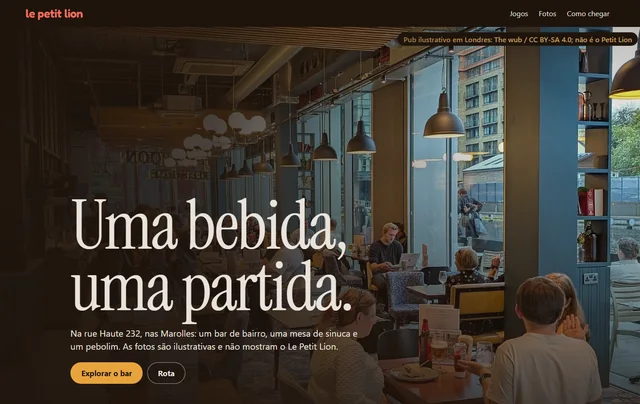 le petit lion
Jogos
Fotos
Como chegar
Pub ilustrativo em Londres: The wub / CC BY-SA 4.0; não é o Petit Lion
Uma bebida,
uma partida.
Na rue Haute 232, nas Marolles: um bar de bairro, uma mesa de sinuca e
um pebolim. As fotos são ilustrativas e não mostram o Le Petit Lion.
Explorar o bar
Rota